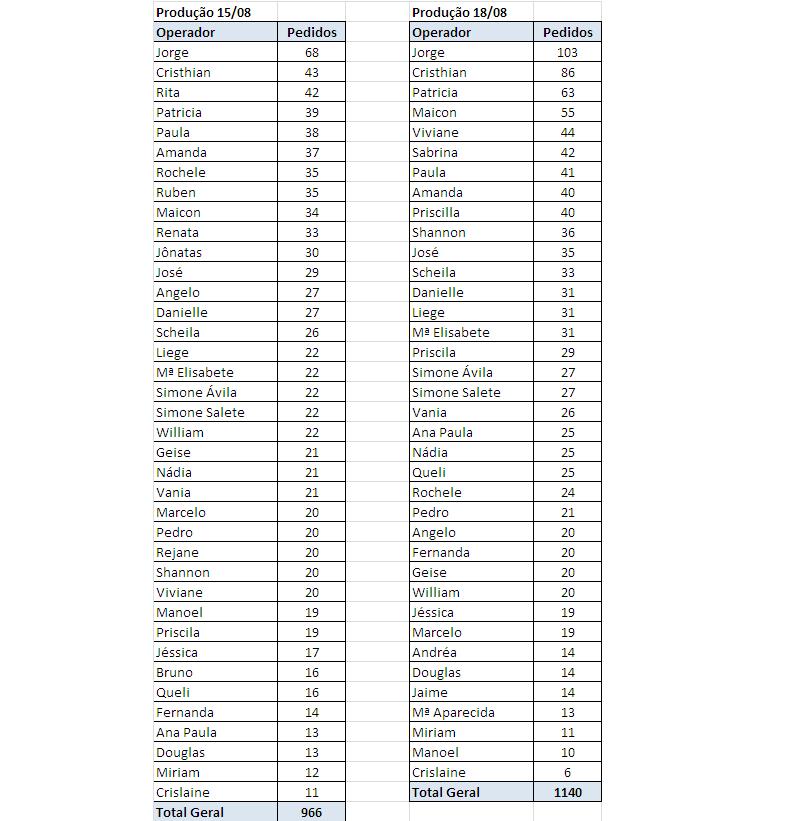 Produção 15/08
Operador Pedidos
Jorge 68
Cristhian 43
Rita 42
Patricia 39
Paula 38
Amanda 37
Rochele 35
Ruben 35
Maicon 34
Renata 33
Jônatas 30
José 29
Angelo 27
Danielle 27
Scheila 26
Liege 22
Mª Elisabete 22
Simone Ávila 22
Simone Salete 22
William 22
Geise 21
Nádia 21
Vania 21
Marcelo 20
Pedro 20
Rejane 20
Shannon 20
Viviane 20
Manoel 19
Priscila 19
Jéssica 17
Bruno 16
Queli 16
Fernanda 14
Ana Paula 13
Douglas 13
Miriam 12
Crislaine 11
Total Geral 966
Produção 18/08
Operador Pedidos
Jorge 103
Cristhian 86
Patricia 63
Maicon 55
Viviane 44
Sabrina 42
Paula 41
Amanda 40
Priscilla 40
Shannon 36
José 35
Scheila 33
Danielle 31
Liege 31
Mª Elisabete 31
Priscila 29
Simone Ávila 27
Simone Salete 27
Vania 26
Ana Paula 25
Nádia 25
Queli 25
Rochele 24
Pedro 21
Angelo 20
Fernanda 20
Geise 20
William 20
Jéssica 19
Marcelo 19
Andréa 14
Douglas 14
Jaime 14
Mª Aparecida 13
Miriam 11
Manoel 10
Crislaine 6
Total Geral 1140